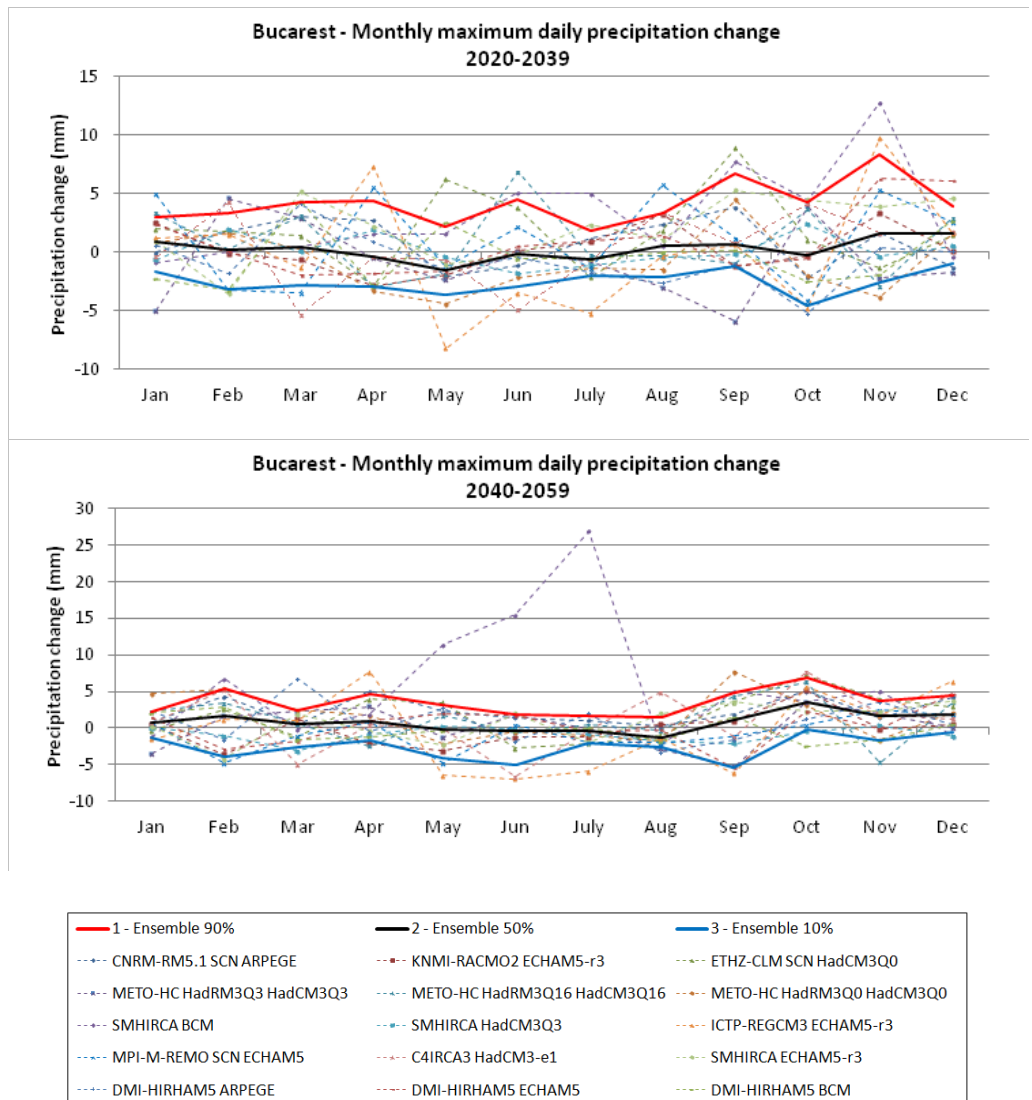 Bucarest - Monthly maximum daily precipitation change
2020-2039
Precipitation change (mm)
15
10
5
0
-5
-10
Jan Feb Mar Apr May Jun July Aug Sep Oct Nov Dec
Bucarest - Monthly maximum daily precipitation change
2040-2059
Precipitation change (mm)
30
25
20
15
10
5
0
-5
-10
Jan Feb Mar Apr May Jun July Aug Sep Oct Nov Dec
1 - Ensemble 90% 2 - Ensemble 50% 3 - Ensemble 10%
CNRM-RM5.1 SCN ARPEGE KNMI-RACMO2 ECHAM5-r3 ETHZ-CLM SCN HadCM3Q0
METO-HC HadRM3Q3 HadCM3Q3 METO-HC HadRM3Q16 HadCM3Q16 METO-HC HadRM3Q0 HadCM3Q0
SMHIRCA BCM SMHIRCA HadCM3Q3 ICTP-REGCM3 ECHAM5-r3
MPI-M-REMO SCN ECHAM5 C4IRCA3 HadCM3-e1 SMHIRCA ECHAM5-r3
DMI-HIRHAM5 ARPEGE DMI-HIRHAM5 ECHAM5 DMI-HIRHAM5 BCM